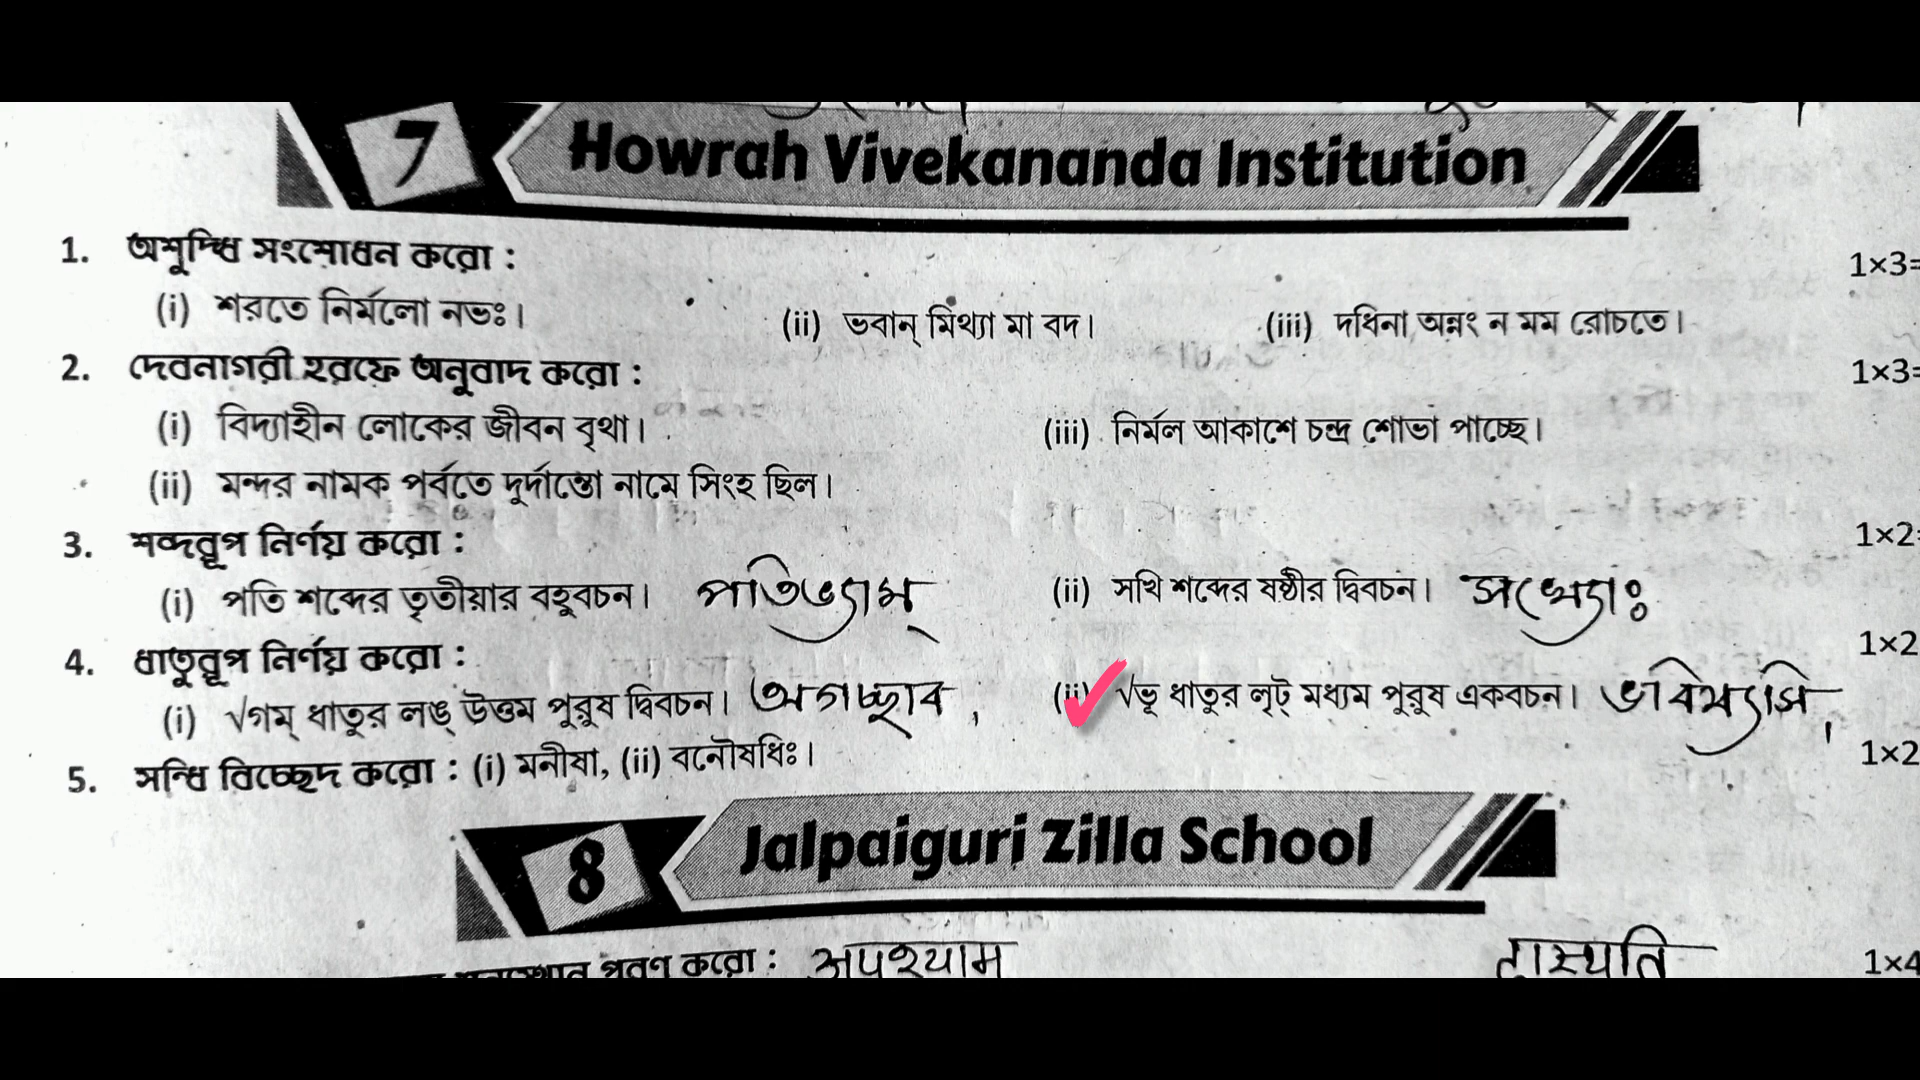 7 Howrah Vivekananda Institution
1. অশুদ্ধি সংশোধন করো : 1×3=
(i) শরতে নির্মলো নভঃ। (ii) ভবান্ মিথ্যা মা বদ। (iii) দধিনা অন্নং ন মম রোচতে।
2. দেবনাগরী হরফে অনুবাদ করো : 1×3=
(i) বিদ্যাহীন লোকের জীবন বৃথা। (iii) নির্মল আকাশে চন্দ্র শোভা পাচ্ছে।
(ii) মন্দর নামক পর্বতে দুর্দান্তো নামে সিংহ ছিল।
3. শব্দরূপ নির্ণয় করো : 1×2=
(i) পতি শব্দের তৃতীয়ার বহুবচন। পতিভ্যাম্ (ii) সখি শব্দের ষষ্ঠীর দ্বিবচন। সখ্যোঃ
4. ধাতুরূপ নির্ণয় করো : 1×2
(i) √গম্ ধাতুর লঙ্ উত্তম পুরুষ দ্বিবচন। অগচ্ছাব, (ii) √ভূ ধাতুর লৃট্ মধ্যম পুরুষ একবচন। ভবিষ্যসি,
5. সন্ধি বিচ্ছেদ করো : (i) মনীষা, (ii) বনৌষধিঃ। 1×2
8 Jalpaiguri Zilla School
করো : अपश्याम 1×4